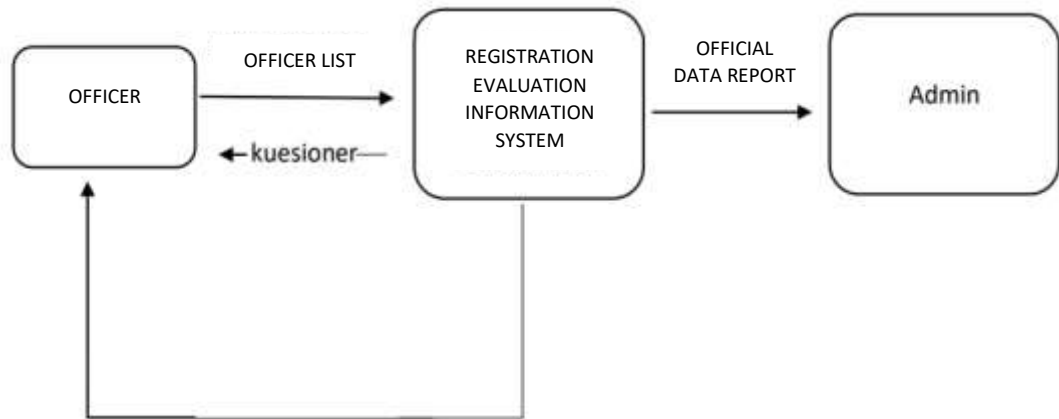 OFFICER
OFFICER LIST
kuesioner
REGISTRATION
EVALUATION
INFORMATION
SYSTEM
OFFICIAL
DATA REPORT
Admin